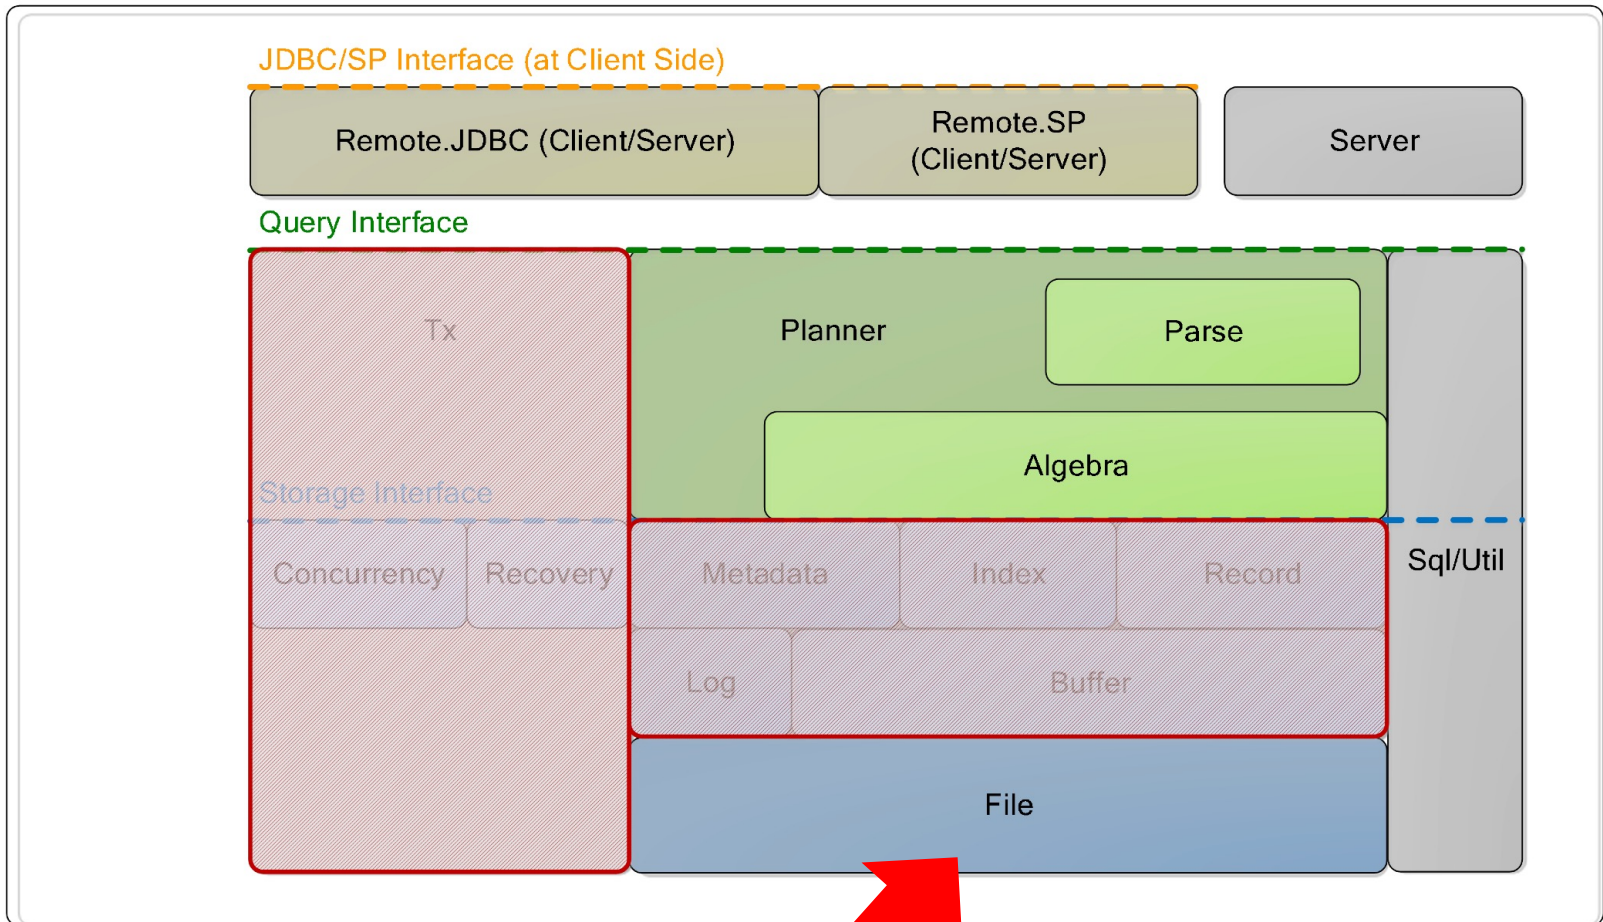 JDBC/SP Interface (at Client Side)
Remote.JDBC (Client/Server)
Remote.SP
(Client/Server)
Server
Query Interface
Tx
Planner
Parse
Algebra
Storage Interface
Concurrency
Recovery
Metadata
Index
Record
Sql/Util
Log
Buffer
File